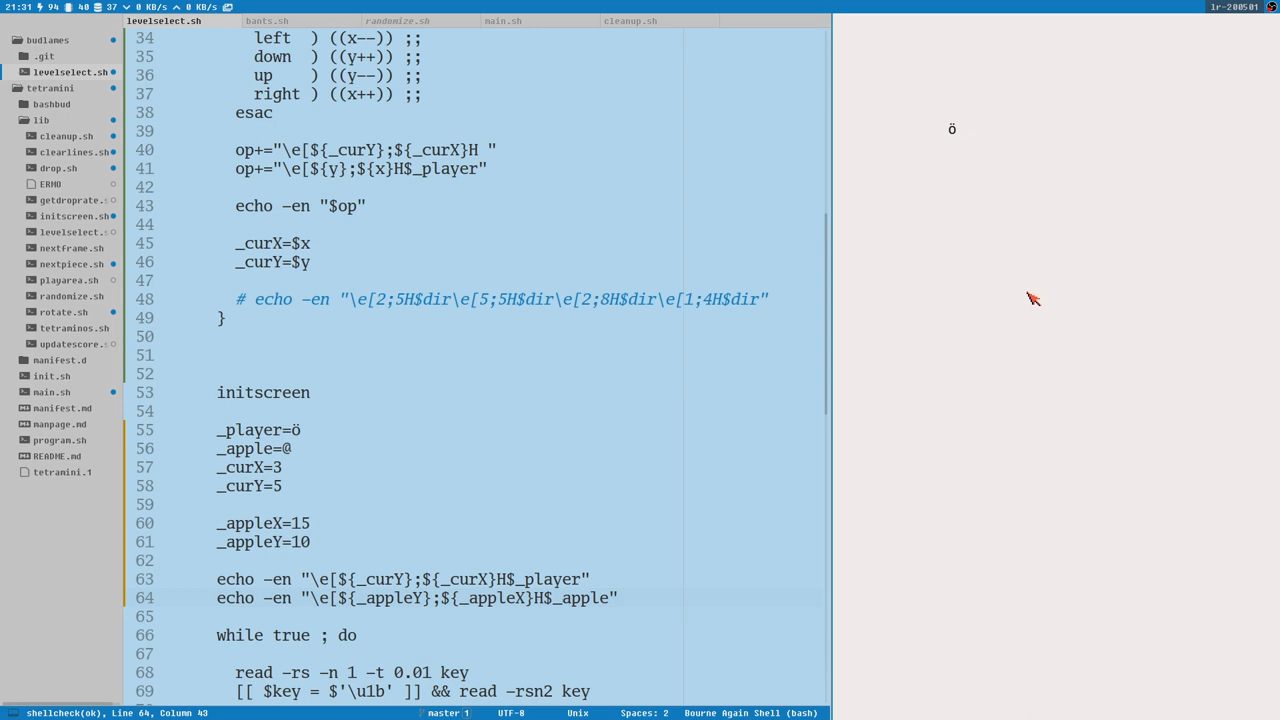 21:31 94 40 37 0 KB/s 0 KB/s
lr-200501
levelselect.sh bants.sh randomize.sh main.sh cleanup.sh
budlames
.git
levelselect.sh
tetramini
bashbud
lib
cleanup.sh
clearlines.sh
drop.sh
ERMO
getdroprate.s
initscreen.sh
levelselect.s
nextframe.sh
nextpiece.sh
playarea.sh
randomize.sh
rotate.sh
tetraminos.sh
updatescore.s
manifest.d
init.sh
main.sh
manifest.md
manpage.md
program.sh
README.md
tetramini.1
34 left ) ((x--)) ;;
35 down ) ((y++)) ;;
36 up ) ((y--)) ;;
37 right ) ((x++)) ;;
38 esac
39
40 op+="\e[${_curY};${_curX}H "
41 op+="\e[${y};${x}H$_player"
42
43 echo -en "$op"
44
45 _curX=$x
46 _curY=$y
47
48 # echo -en "\e[2;5H$dir\e[5;5H$dir\e[2;8H$dir\e[1;4H$dir"
49 }
50
51
52
53 initscreen
54
55 _player=ö
56 _apple=@
57 _curX=3
58 _curY=5
59
60 _appleX=15
61 _appleY=10
62
63 echo -en "\e[${_curY};${_curX}H$_player"
64 echo -en "\e[${_appleY};${_appleX}H$_apple"
65
66 while true ; do
67
68 read -rs -n 1 -t 0.01 key
69 [[ $key = $'\u1b' ]] && read -rsn2 key
ö
shellcheck(ok), Line 64, Column 43 master 1 UTF-8 Unix Spaces: 2 Bourne Again Shell (bash)